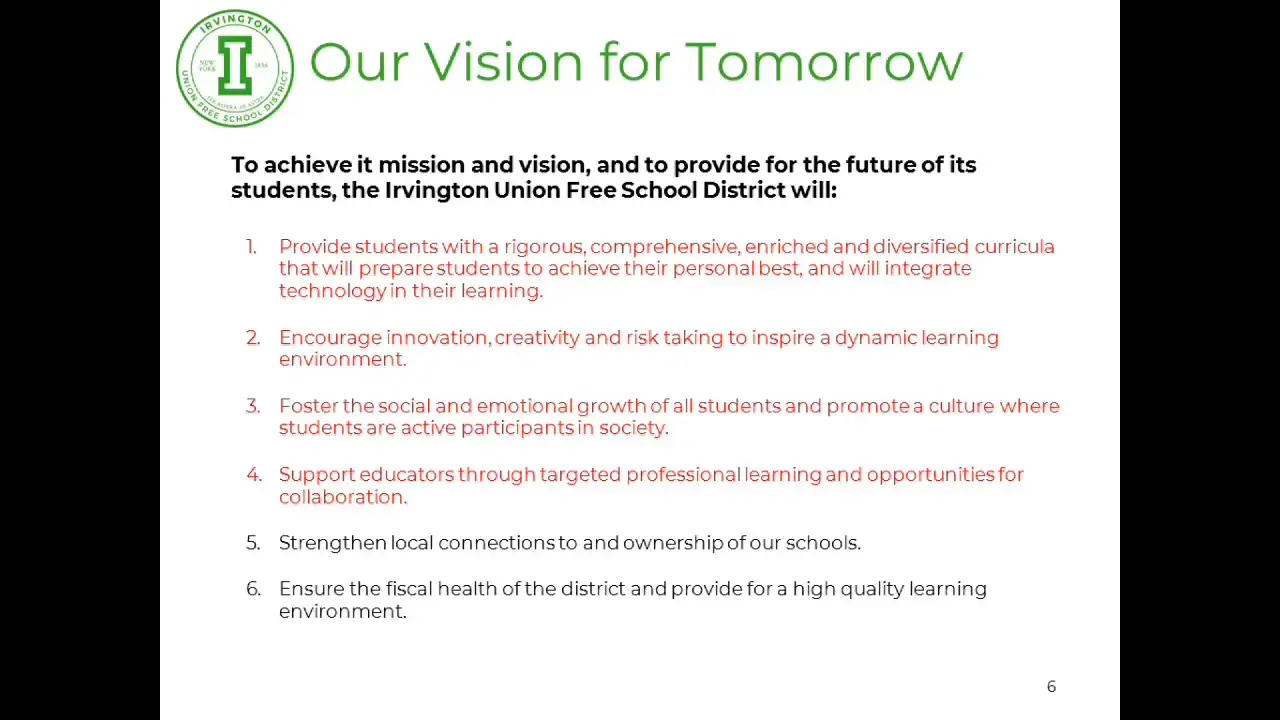 IRVINGTON
NEW YORK
UNION FREE SCHOOL DISTRICT
Our Vision for Tomorrow
To achieve it mission and vision, and to provide for the future of its
students, the Irvington Union Free School District will:
1. Provide students with a rigorous, comprehensive, enriched and diversified curricula
that will prepare students to achieve their personal best, and will integrate
technology in their learning.
2. Encourage innovation, creativity and risk taking to inspire a dynamic learning
environment.
3. Foster the social and emotional growth of all students and promote a culture where
students are active participants in society.
4. Support educators through targeted professional learning and opportunities for
collaboration.
5. Strengthen local connections to and ownership of our schools.
6. Ensure the fiscal health of the district and provide for a high quality learning
environment.
6